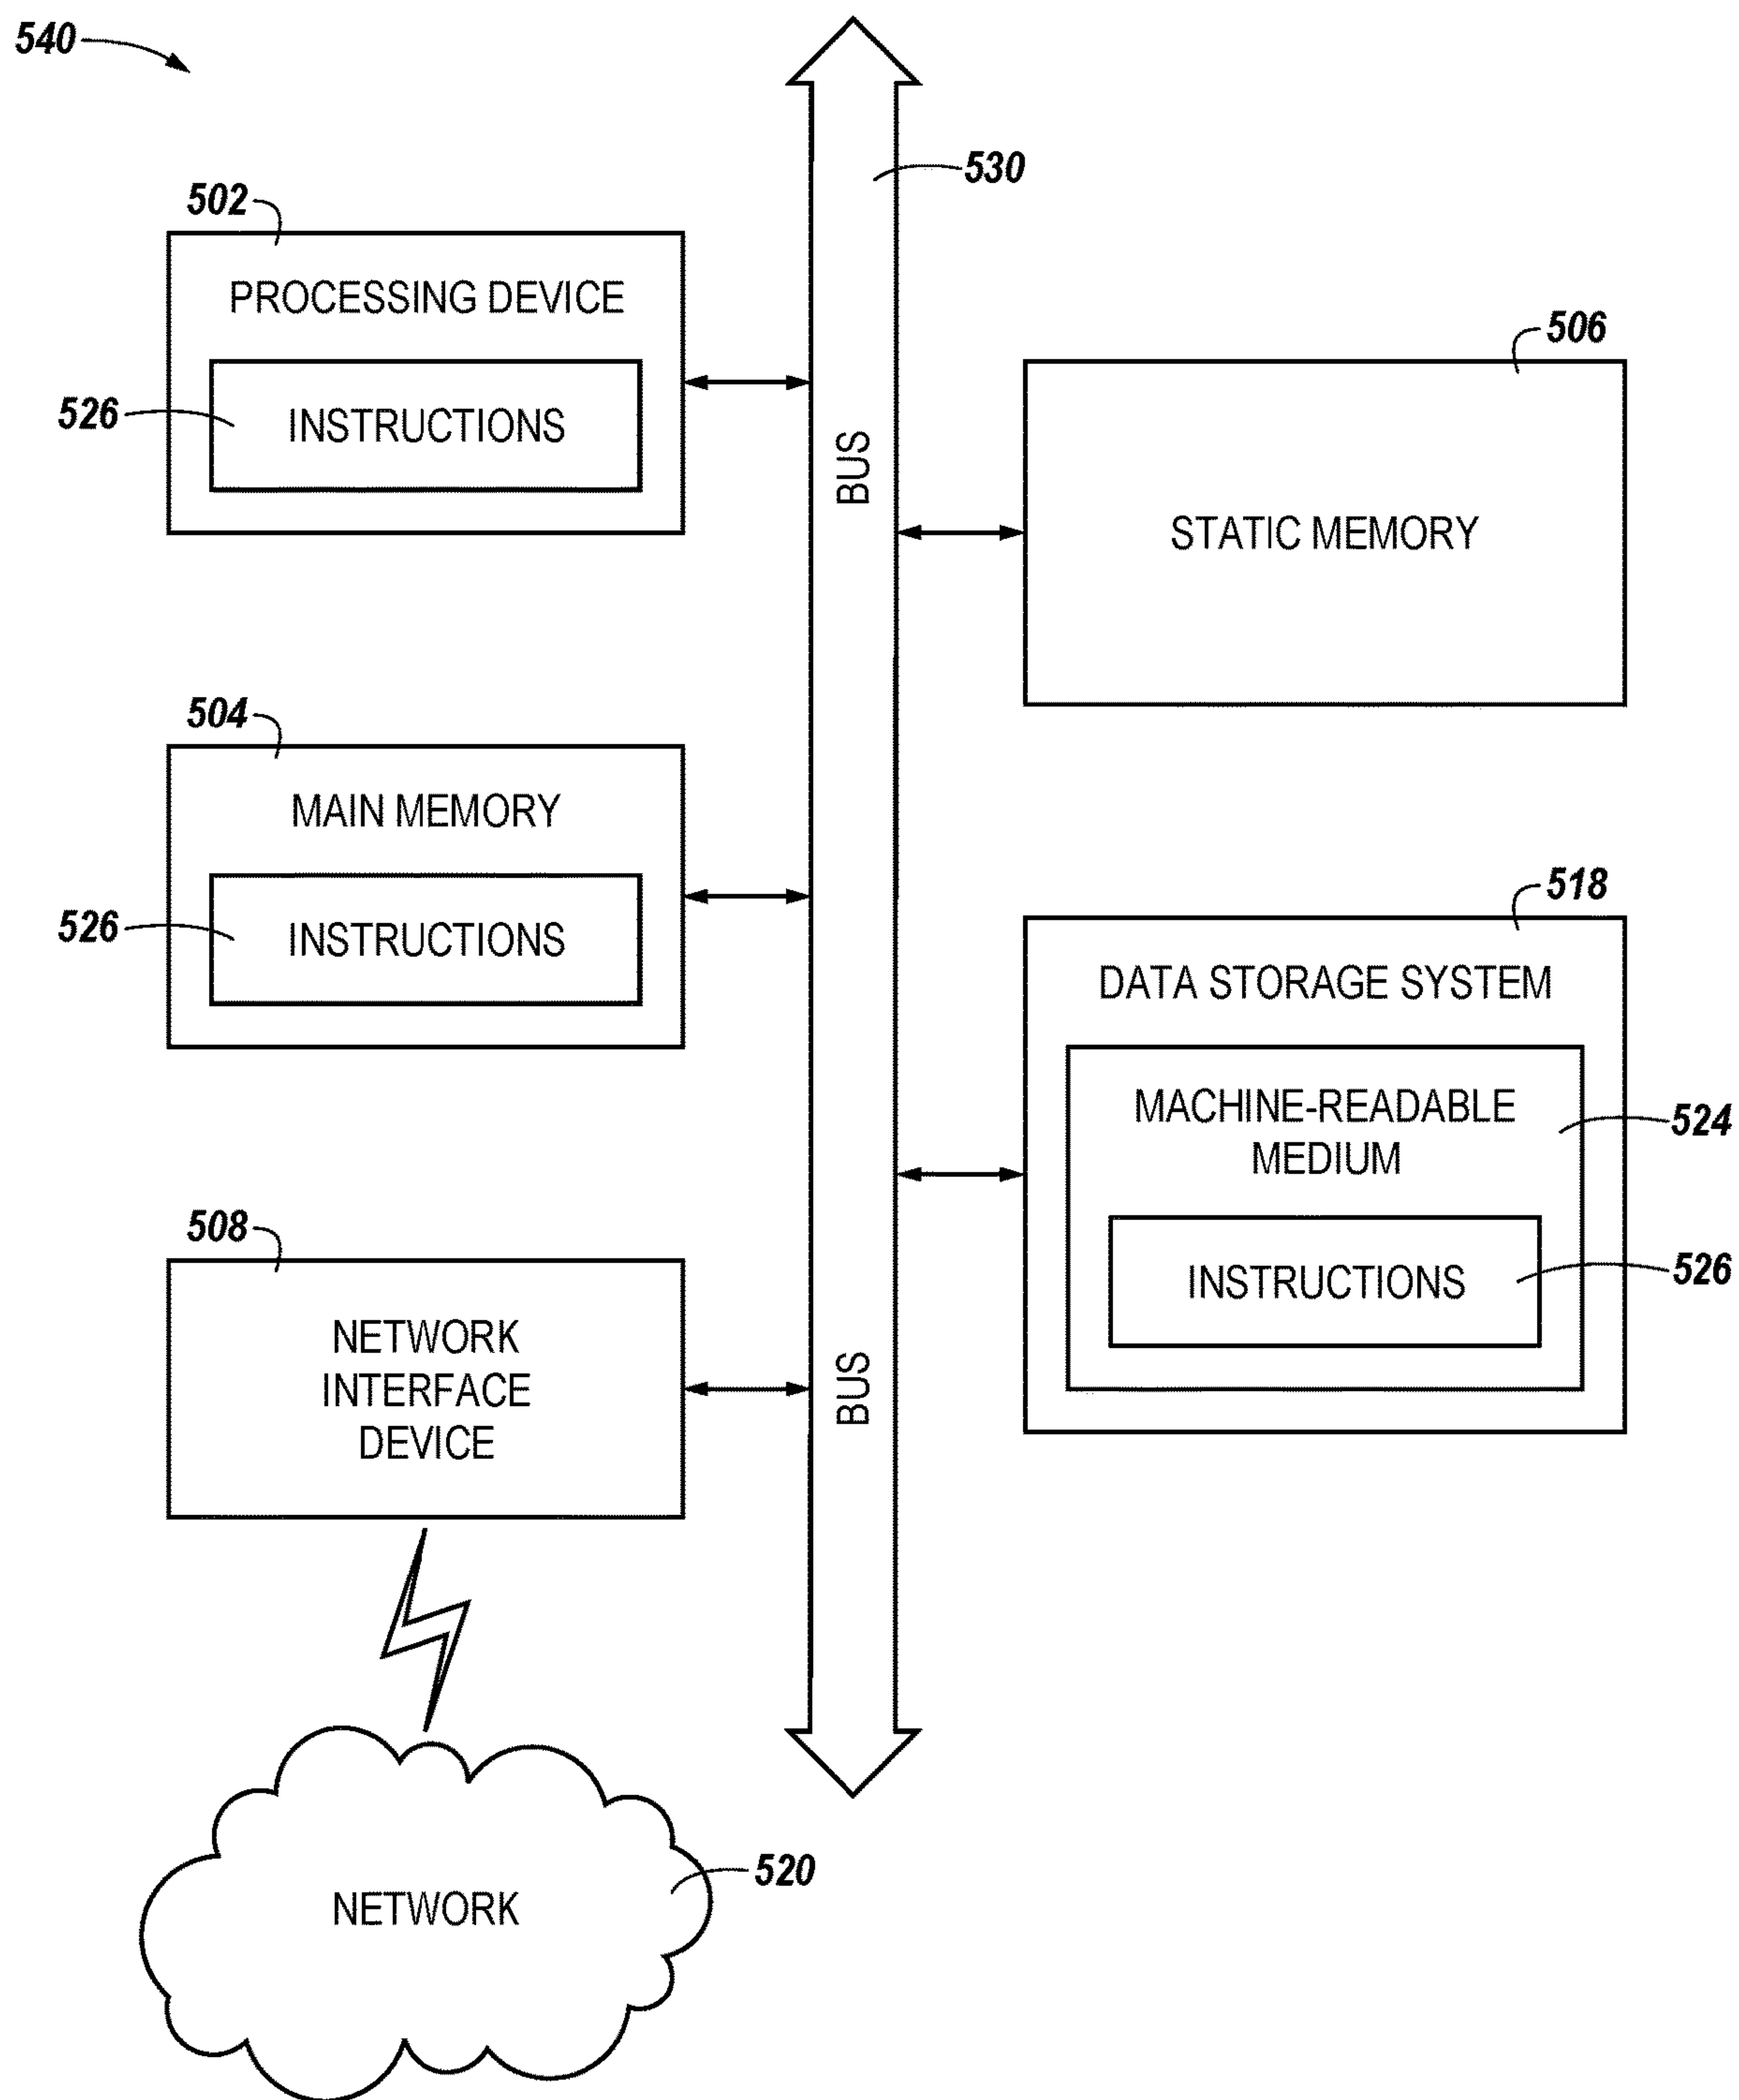 540
530
502
PROCESSING DEVICE
526
INSTRUCTIONS
BUS
506
STATIC MEMORY
504
MAIN MEMORY
526
INSTRUCTIONS
518
DATA STORAGE SYSTEM
MACHINE-READABLE
MEDIUM
524
INSTRUCTIONS
526
508
NETWORK
INTERFACE
DEVICE
BUS
NETWORK
520